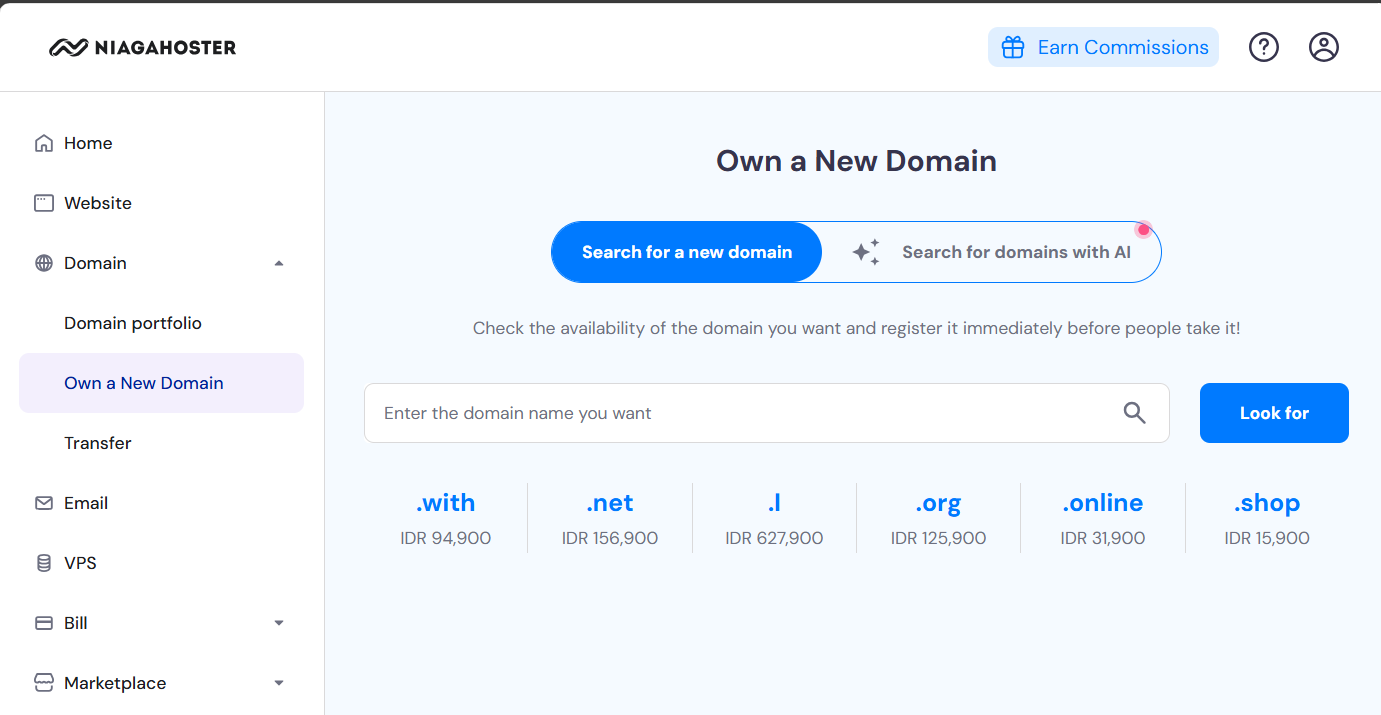 NIAGAHOSTER
Earn Commissions
Home
Website
Domain
Domain portfolio
Own a New Domain
Transfer
Email
VPS
Bill
Marketplace
Own a New Domain
Search for a new domain
Search for domains with AI
Check the availability of the domain you want and register it immediately before people take it!
Enter the domain name you want
Look for
.with
IDR 94,900
.net
IDR 156,900
.I
IDR 627,900
.org
IDR 125,900
.online
IDR 31,900
.shop
IDR 15,900